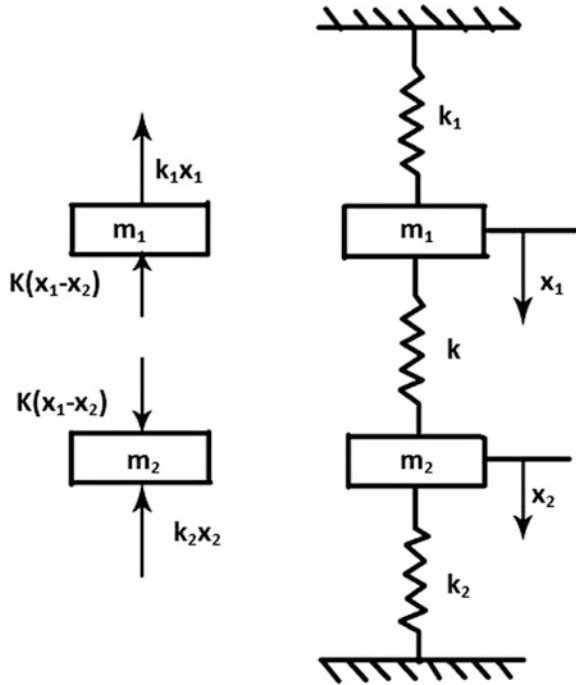 k₁x₁
m₁
K(x₁-x₂)
K(x₁-x₂)
m₂
k₂x₂
k₁
m₁
x₁
k
m₂
x₂
k₂